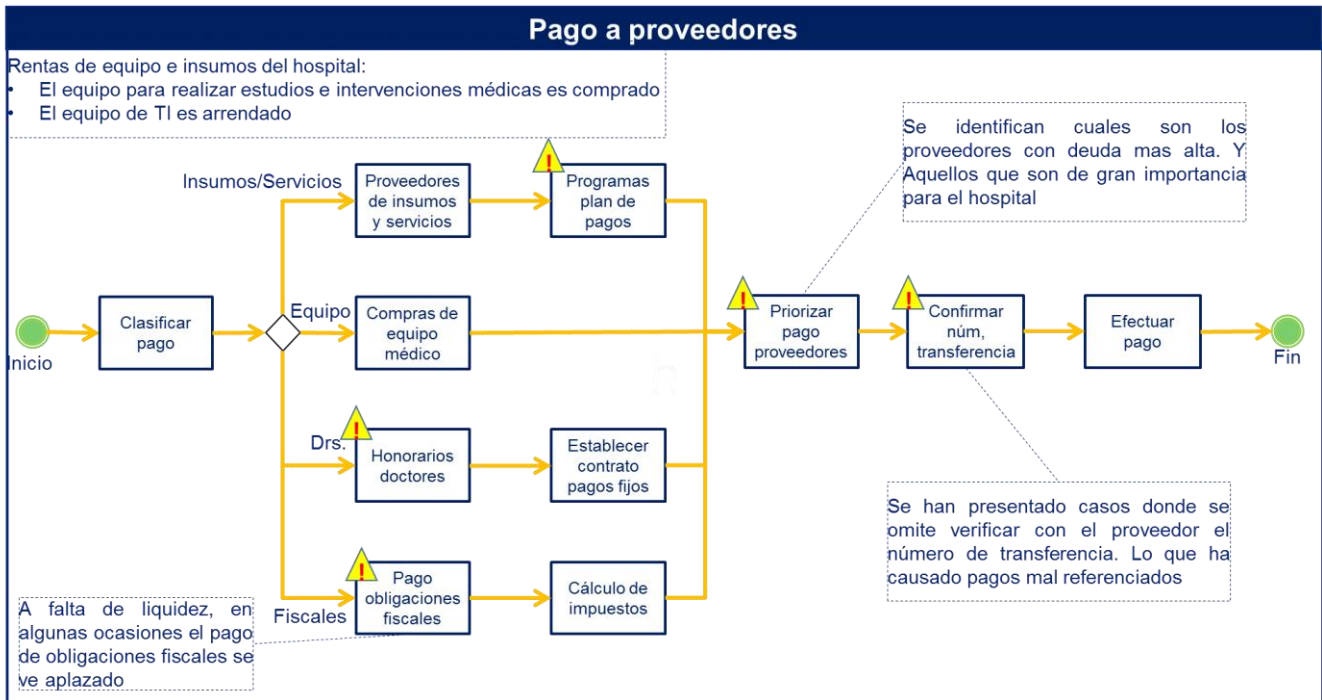 Pago a proveedores
Rentas de equipo e insumos del hospital:
• El equipo para realizar estudios e intervenciones médicas es comprado
• El equipo de TI es arrendado
Se identifican cuales son los
proveedores con deuda mas alta. Y
Aquellos que son de gran importancia
para el hospital
Insumos/Servicios
Proveedores
de insumos
y servicios
!
Programas
plan de
pagos
Inicio
Clasificar
pago
Equipo
Compras de
equipo
médico
!
Priorizar
pago
proveedores
!
Confirmar
núm,
transferencia
Efectuar
pago
Fin
Drs.
!
Honorarios
doctores
Establecer
contrato
pagos fijos
Se han presentado casos donde se
omite verificar con el proveedor el
número de transferencia. Lo que ha
causado pagos mal referenciados
Fiscales
!
Pago
obligaciones
fiscales
Cálculo de
impuestos
A falta de liquidez, en
algunas ocasiones el pago
de obligaciones fiscales se
ve aplazado